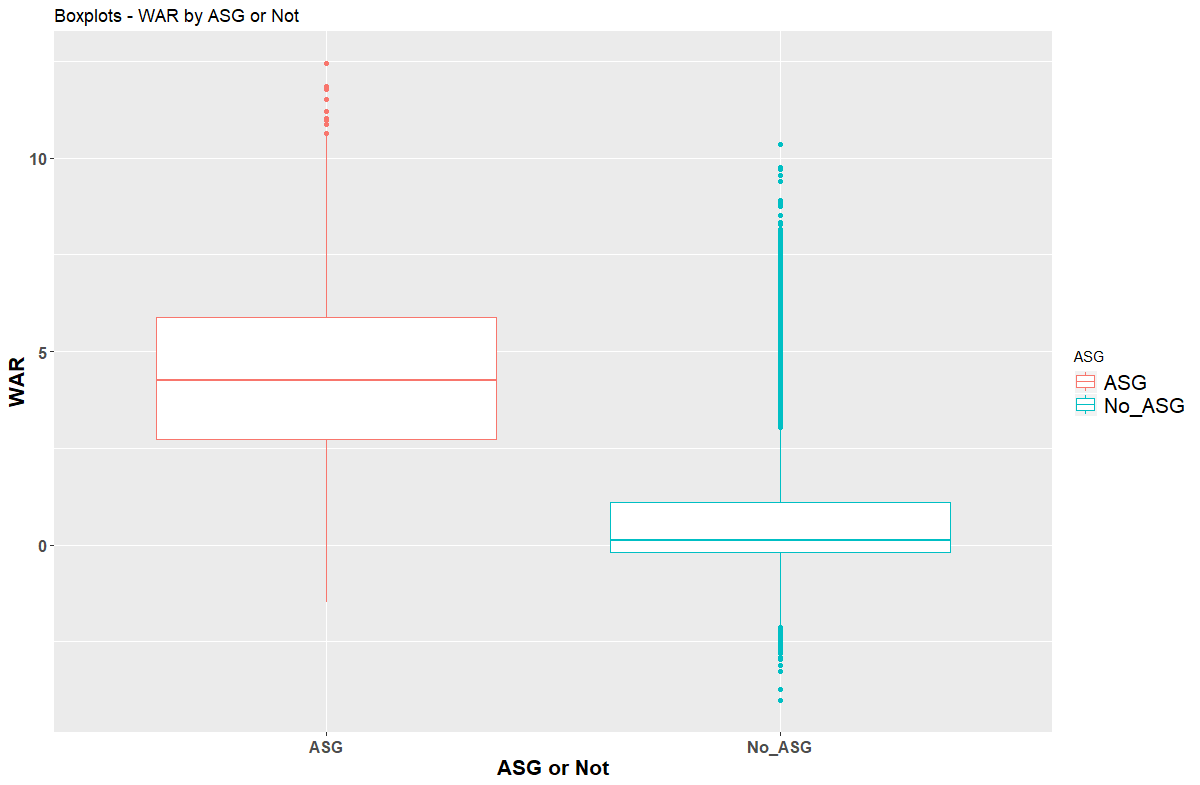 Boxplots - WAR by ASG or Not
WAR
10
5
0
ASG
No_ASG
ASG or Not
ASG
ASG
No_ASG